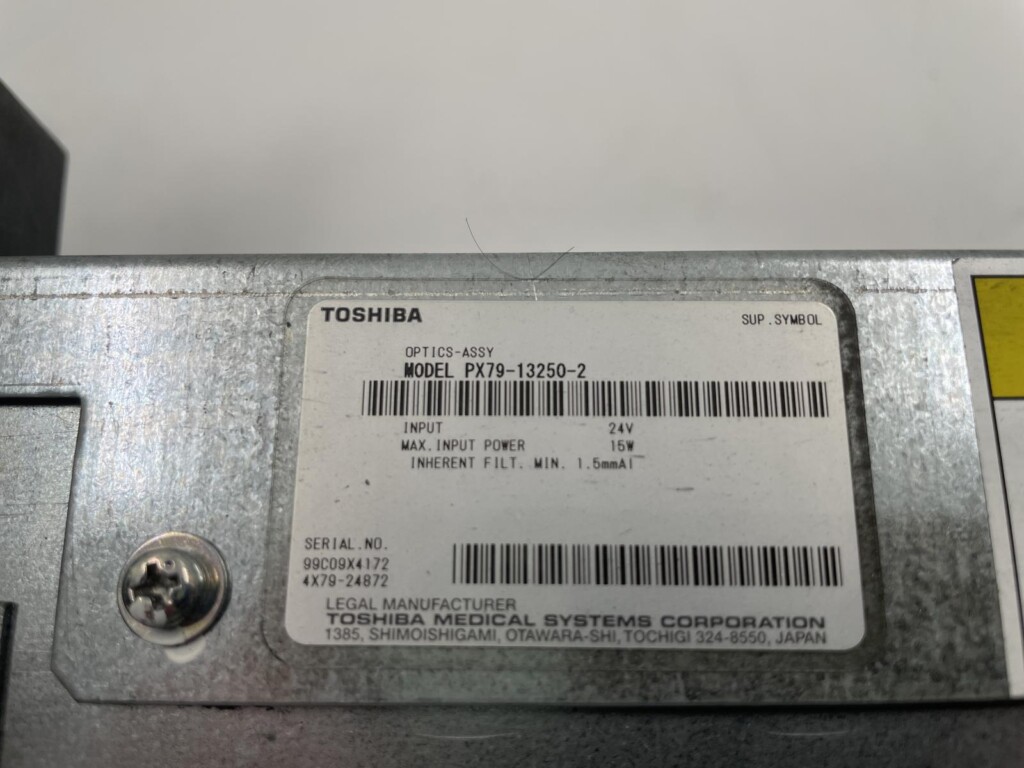 TOSHIBA
SUP.SYMBOL
OPTICS-ASSY
MODEL PX79-13250-2
INPUT 24V
MAX.INPUT POWER 15W
INHERENT FILT. MIN. 1.5mmAl
SERIAL.NO.
99C09X4172
4X79-24872
LEGAL MANUFACTURER
TOSHIBA MEDICAL SYSTEMS CORPORATION
1385, SHIMOISHIGAMI, OTAWARA-SHI, TOCHIGI 324-8550, JAPAN